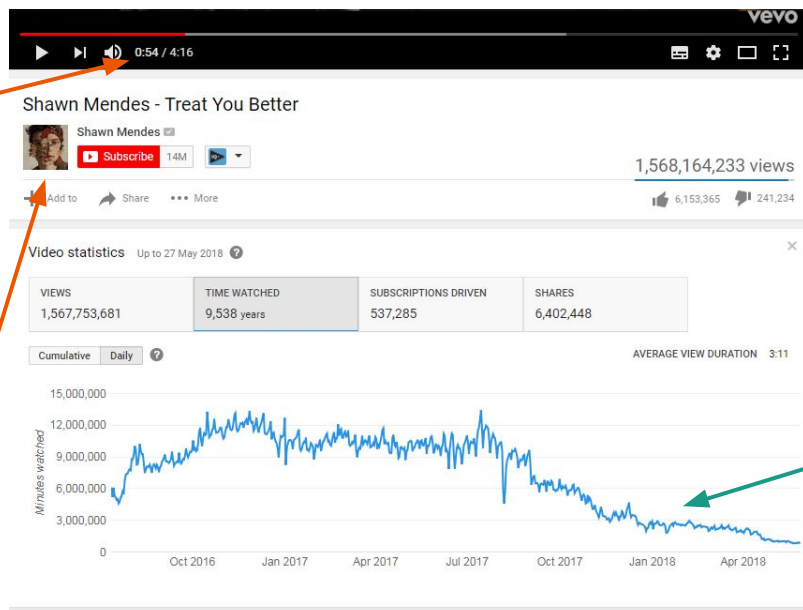 vevo
0:54 / 4:16
Shawn Mendes - Treat You Better
Shawn Mendes
Subscribe 14M
1,568,164,233 views
Add to Share More
6,153,365 241,234
Video statistics Up to 27 May 2018 ?
VIEWS TIME WATCHED SUBSCRIPTIONS DRIVEN SHARES
1,567,753,681 9,538 years 537,285 6,402,448
Cumulative Daily ? AVERAGE VIEW DURATION 3:11
Minutes watched
15,000,000
12,000,000
9,000,000
6,000,000
3,000,000
0
Oct 2016 Jan 2017 Apr 2017 Jul 2017 Oct 2017 Jan 2018 Apr 2018